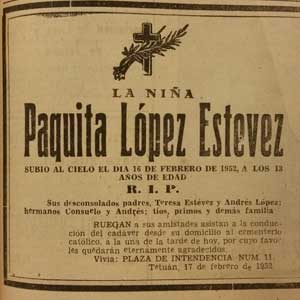 LA NIÑA
Paquita López Estevez
SUBIO AL CIELO EL DIA 16 DE FEBRERO DE 1952, A LOS 13
AÑOS DE EDAD
R. I. P.
Sus desconsolados padres, Teresa Estévez y Andrés López;
hermanos Consuelo y Andrés; tios, primos y demás familia
RUEGAN a sus amistades asistan a la conducción
del cadáver desde su domicilio al cementerio
católico, a la una de la tarde de hoy, por cuyo favor
les quedarán eternamente agradecidos.
Vivia: PLAZA DE INTENDENCIA NUM. 11.
Tetuán, 17 de febrero de 1952.